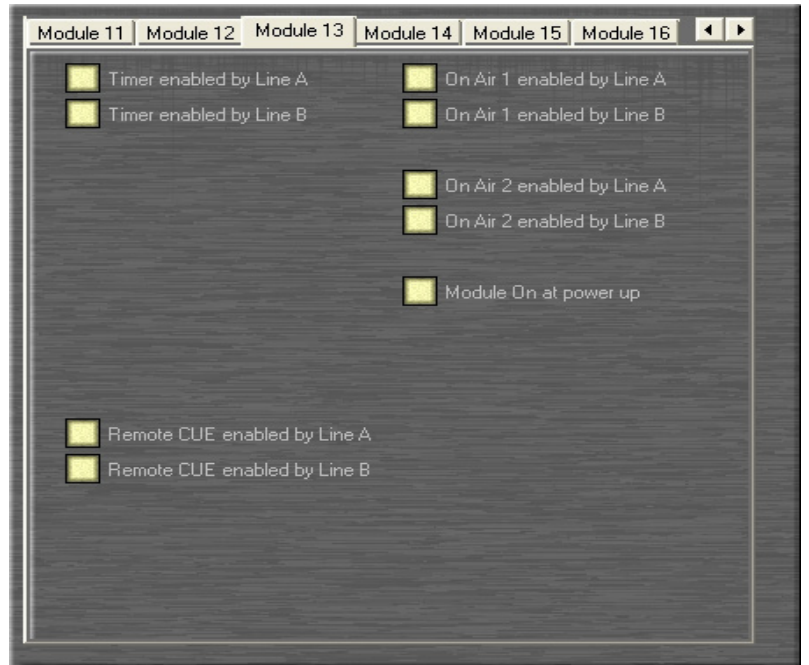 Module 11 Module 12 Module 13 Module 14 Module 15 Module 16
Timer enabled by Line A
Timer enabled by Line B
On Air 1 enabled by Line A
On Air 1 enabled by Line B
On Air 2 enabled by Line A
On Air 2 enabled by Line B
Module On at power up
Remote CUE enabled by Line A
Remote CUE enabled by Line B